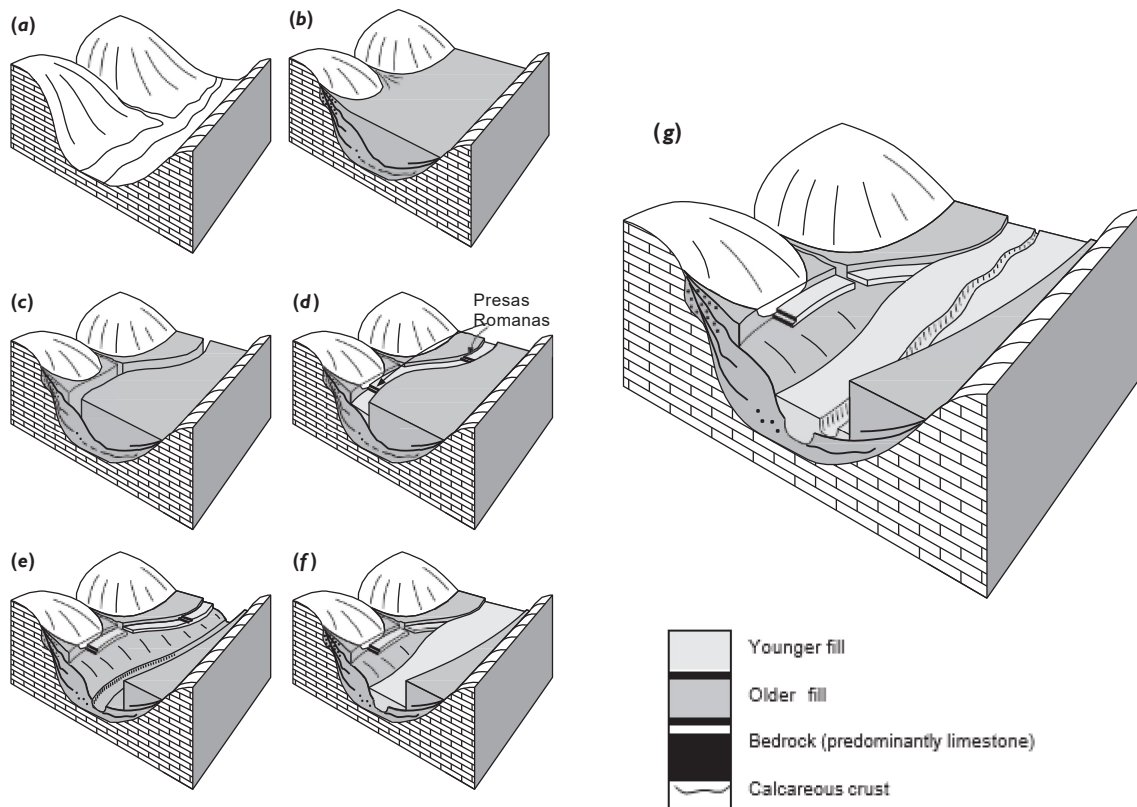 (a)
(b)
(c)
(d)
Presas
Romanas
(e)
(f)
(g)
Younger fill
Older fill
Bedrock (predominantly limestone)
Calcareous crust